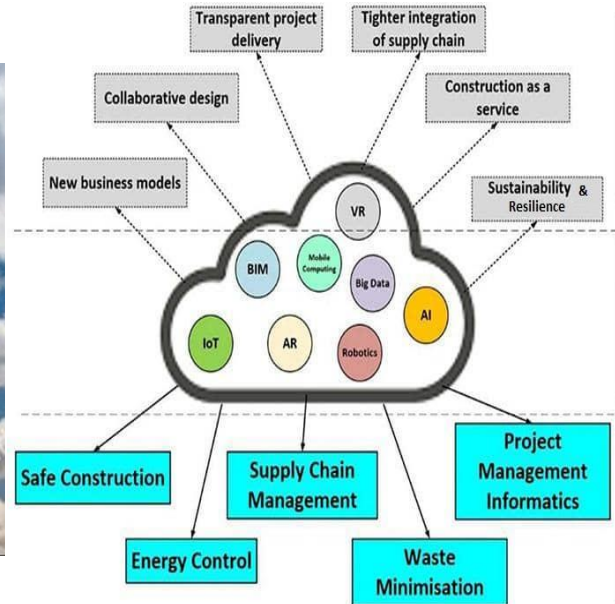 Transparent project
delivery
Tighter integration
of supply chain
Collaborative design
Construction as a
service
New business models
Sustainability &
Resilience
VR
BIM
Mobile
Computing
Big Data
AI
IoT
AR
Robotics
Safe Construction
Supply Chain
Management
Project
Management
Informatics
Energy Control
Waste
Minimisation